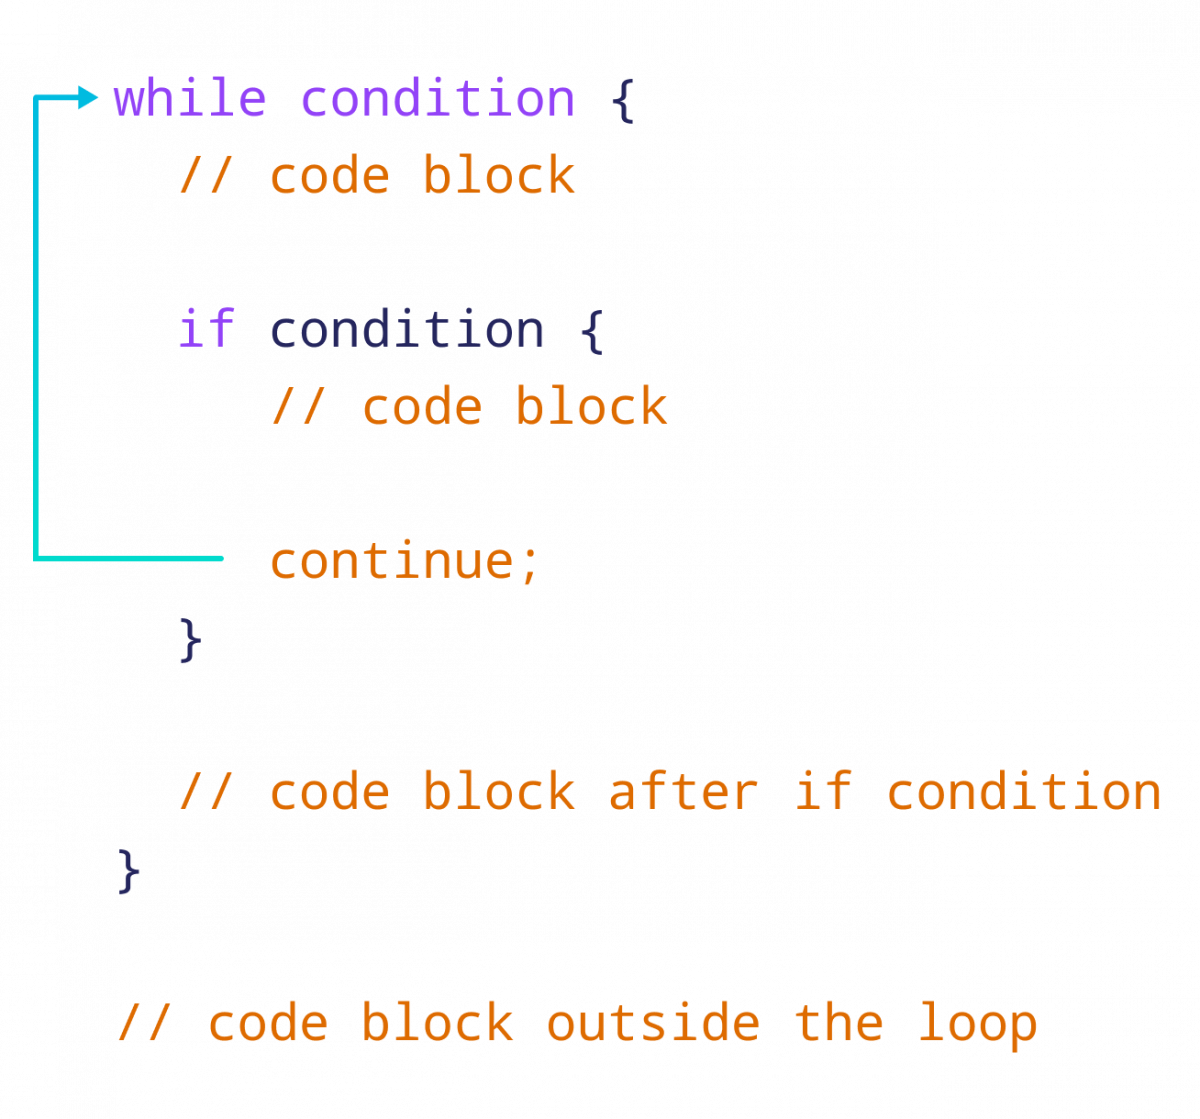 while condition {
// code block
if condition {
// code block
continue;
}
// code block after if condition
}
// code block outside the loop